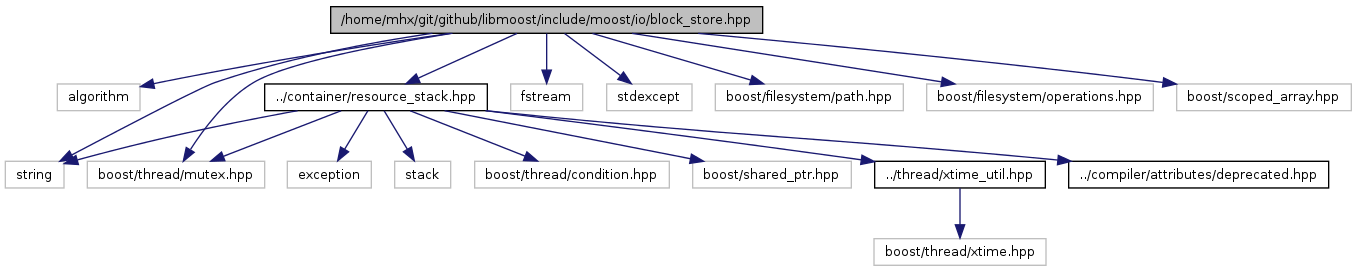 /home/mhx/git/github/libmoost/include/moost/io/block_store.hpp
algorithm
../container/resource_stack.hpp
fstream
stdexcept
boost/filesystem/path.hpp
boost/filesystem/operations.hpp
boost/scoped_array.hpp
string
boost/thread/mutex.hpp
exception
stack
boost/thread/condition.hpp
boost/shared_ptr.hpp
../thread/xtime_util.hpp
../compiler/attributes/deprecated.hpp
boost/thread/xtime.hpp